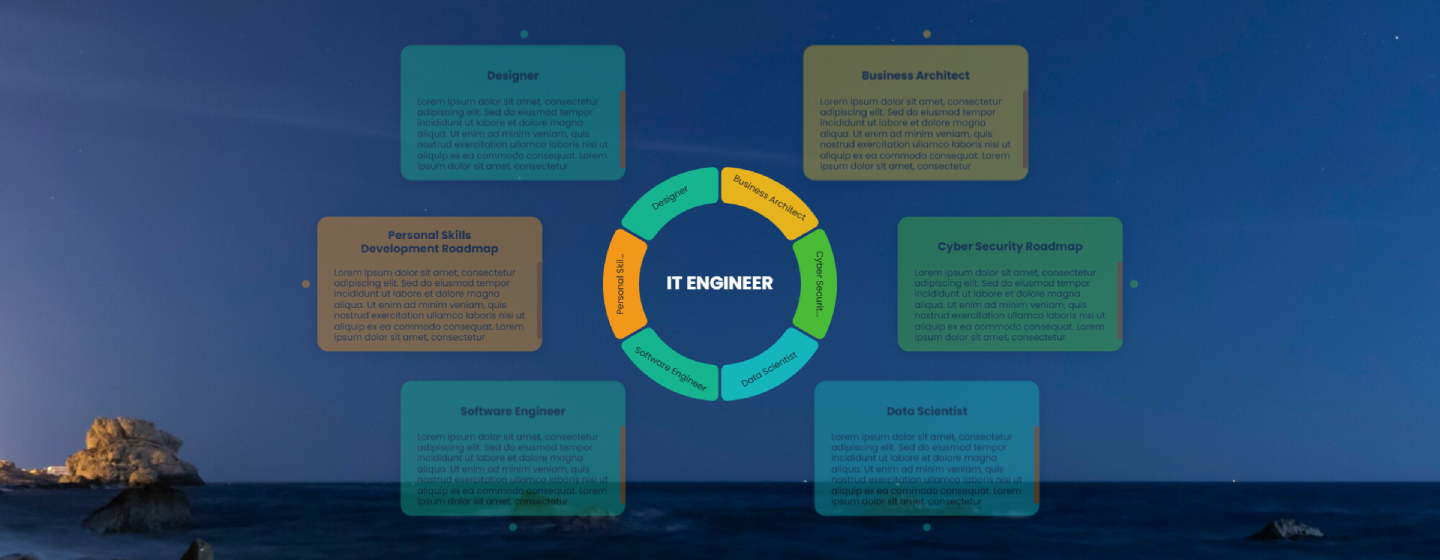 Designer
Lorem ipsum dolor sit amet, consectetur
adipiscing elit. Sed do eiusmod tempor
incididunt ut labore et dolore magna
aliqua. Ut enim ad minim veniam, quis
nostrud exercitation ullamco laboris nisi ut
aliquip ex ea commodo consequat. Lorem
ipsum dolor sit amet, consectetur
Business Architect
Lorem ipsum dolor sit amet, consectetur
adipiscing elit. Sed do eiusmod tempor
incididunt ut labore et dolore magna
aliqua. Ut enim ad minim veniam, quis
nostrud exercitation ullamco laboris nisi ut
aliquip ex ea commodo consequat. Lorem
ipsum dolor sit amet, consectetur
Personal Skills
Development Roadmap
Lorem ipsum dolor sit amet, consectetur
adipiscing elit. Sed do eiusmod tempor
incididunt ut labore et dolore magna
aliqua. Ut enim ad minim veniam, quis
nostrud exercitation ullamco laboris nisi ut
aliquip ex ea commodo consequat. Lorem
ipsum dolor sit amet, consectetur
Designer
Business Architect
Personal Skil...
IT ENGINEER
Cyber Securit...
Software Engineer
Data Scientist
Cyber Security Roadmap
Lorem ipsum dolor sit amet, consectetur
adipiscing elit. Sed do eiusmod tempor
incididunt ut labore et dolore magna
aliqua. Ut enim ad minim veniam, quis
nostrud exercitation ullamco laboris nisi ut
aliquip ex ea commodo consequat. Lorem
ipsum dolor sit amet, consectetur
Software Engineer
Lorem ipsum dolor sit amet, consectetur
adipiscing elit. Sed do eiusmod tempor
incididunt ut labore et dolore magna
aliqua. Ut enim ad minim veniam, quis
nostrud exercitation ullamco laboris nisi ut
aliquip ex ea commodo consequat. Lorem
ipsum dolor sit amet, consectetur
Data Scientist
Lorem ipsum dolor sit amet, consectetur
adipiscing elit. Sed do eiusmod tempor
incididunt ut labore et dolore magna
aliqua. Ut enim ad minim veniam, quis
nostrud exercitation ullamco laboris nisi ut
aliquip ex ea commodo consequat. Lorem
ipsum dolor sit amet, consectetur